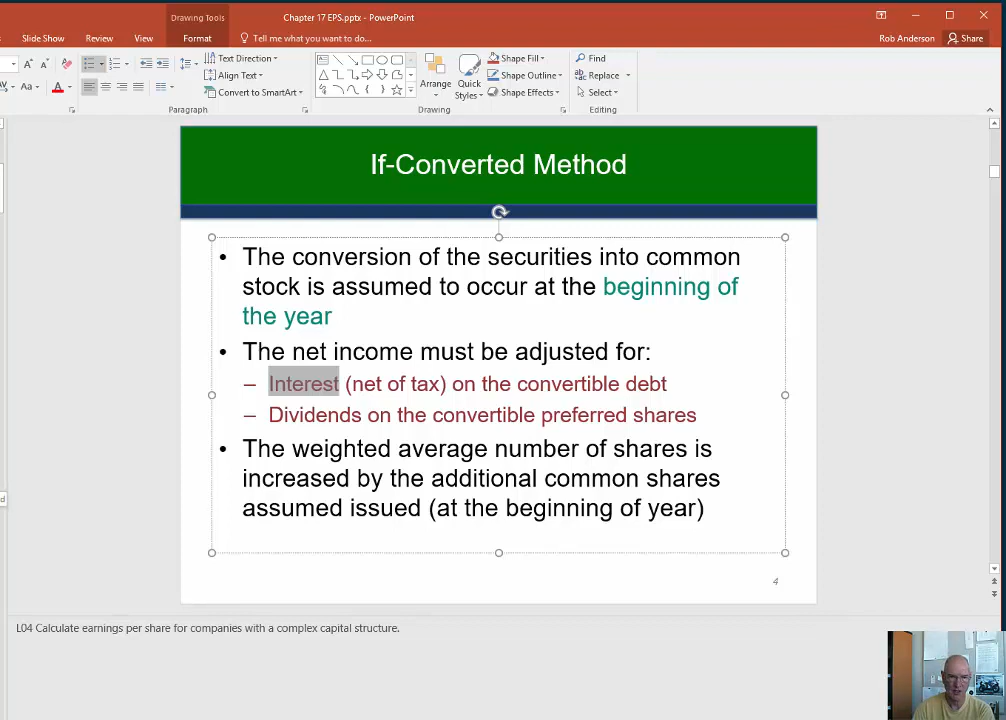 Drawing Tools
Chapter 17 EPS.pptx - PowerPoint
Slide Show Review View Format Tell me what you want to do...
Rob Anderson Share
Aa A
Text Direction
Align Text
Convert to SmartArt
Arrange
Quick Styles
Shape Fill
Shape Outline
Shape Effects
Find
Replace
Select
Paragraph
Drawing
Editing
If-Converted Method
• The conversion of the securities into common
stock is assumed to occur at the beginning of
the year
• The net income must be adjusted for:
– Interest (net of tax) on the convertible debt
– Dividends on the convertible preferred shares
• The weighted average number of shares is
increased by the additional common shares
assumed issued (at the beginning of year)
4
L04 Calculate earnings per share for companies with a complex capital structure.